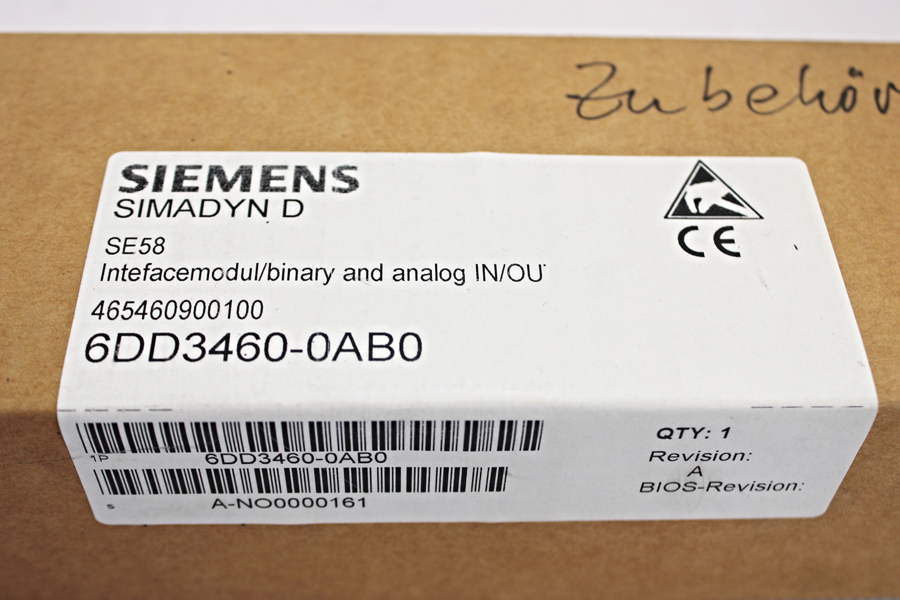 Zubehör
SIEMENS
SIMADYN D
CE
SE58
Intefacemodul/binary and analog IN/OU
465460900100
6DD3460-0AB0
QTY: 1
1P 6DD3460-0AB0
Revision:
A
BIOS-Revision:
s A-NO0000161